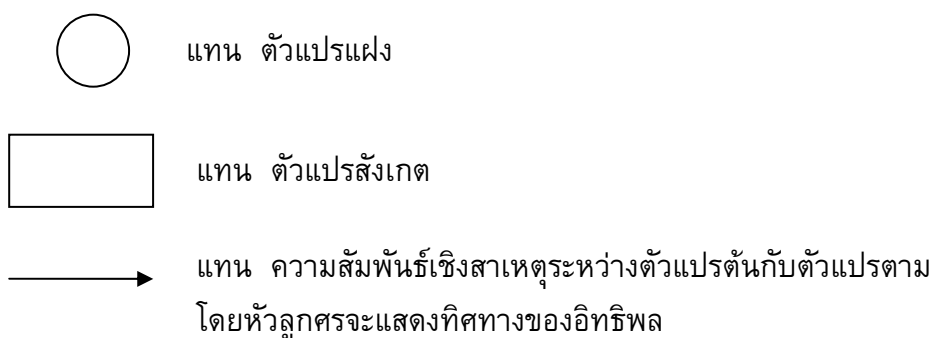 แทน ตัวแปรแฝง
แทน ตัวแปรสังเกต
แทน ความสัมพันธ์เชิงสาเหตุระหว่างตัวแปรต้นกับตัวแปรตาม
โดยหัวลูกศรจะแสดงทิศทางของอิทธิพล